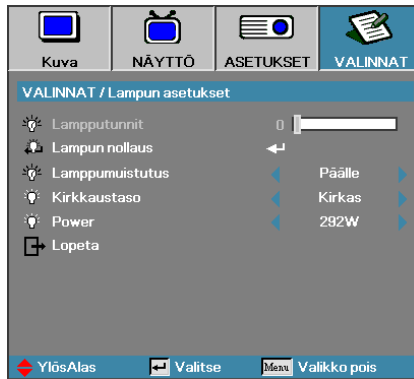 Kuva NÄYTTÖ ASETUKSET VALINNAT
VALINNAT / Lampun asetukset
Lampputunnit 0
Lampun nollaus
Lamppumuistutus Päälle
Kirkkaustaso Kirkas
Power 292W
Lopeta
YlösAlas Valitse Menu Valikko pois